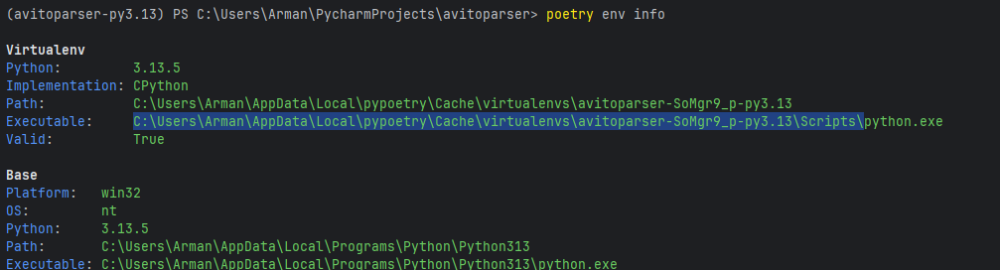 (avitoparser-py3.13) PS C:\Users\Arman\PycharmProjects\avitoparser> poetry env info
Virtualenv
Python: 3.13.5
Implementation: CPython
Path: C:\Users\Arman\AppData\Local\pypoetry\Cache\virtualenvs\avitoparser-SoMgr9_p-py3.13
Executable: C:\Users\Arman\AppData\Local\pypoetry\Cache\virtualenvs\avitoparser-SoMgr9_p-py3.13\Scripts\python.exe
Valid: True
Base
Platform: win32
OS: nt
Python: 3.13.5
Path: C:\Users\Arman\AppData\Local\Programs\Python\Python313
Executable: C:\Users\Arman\AppData\Local\Programs\Python\Python313\python.exe